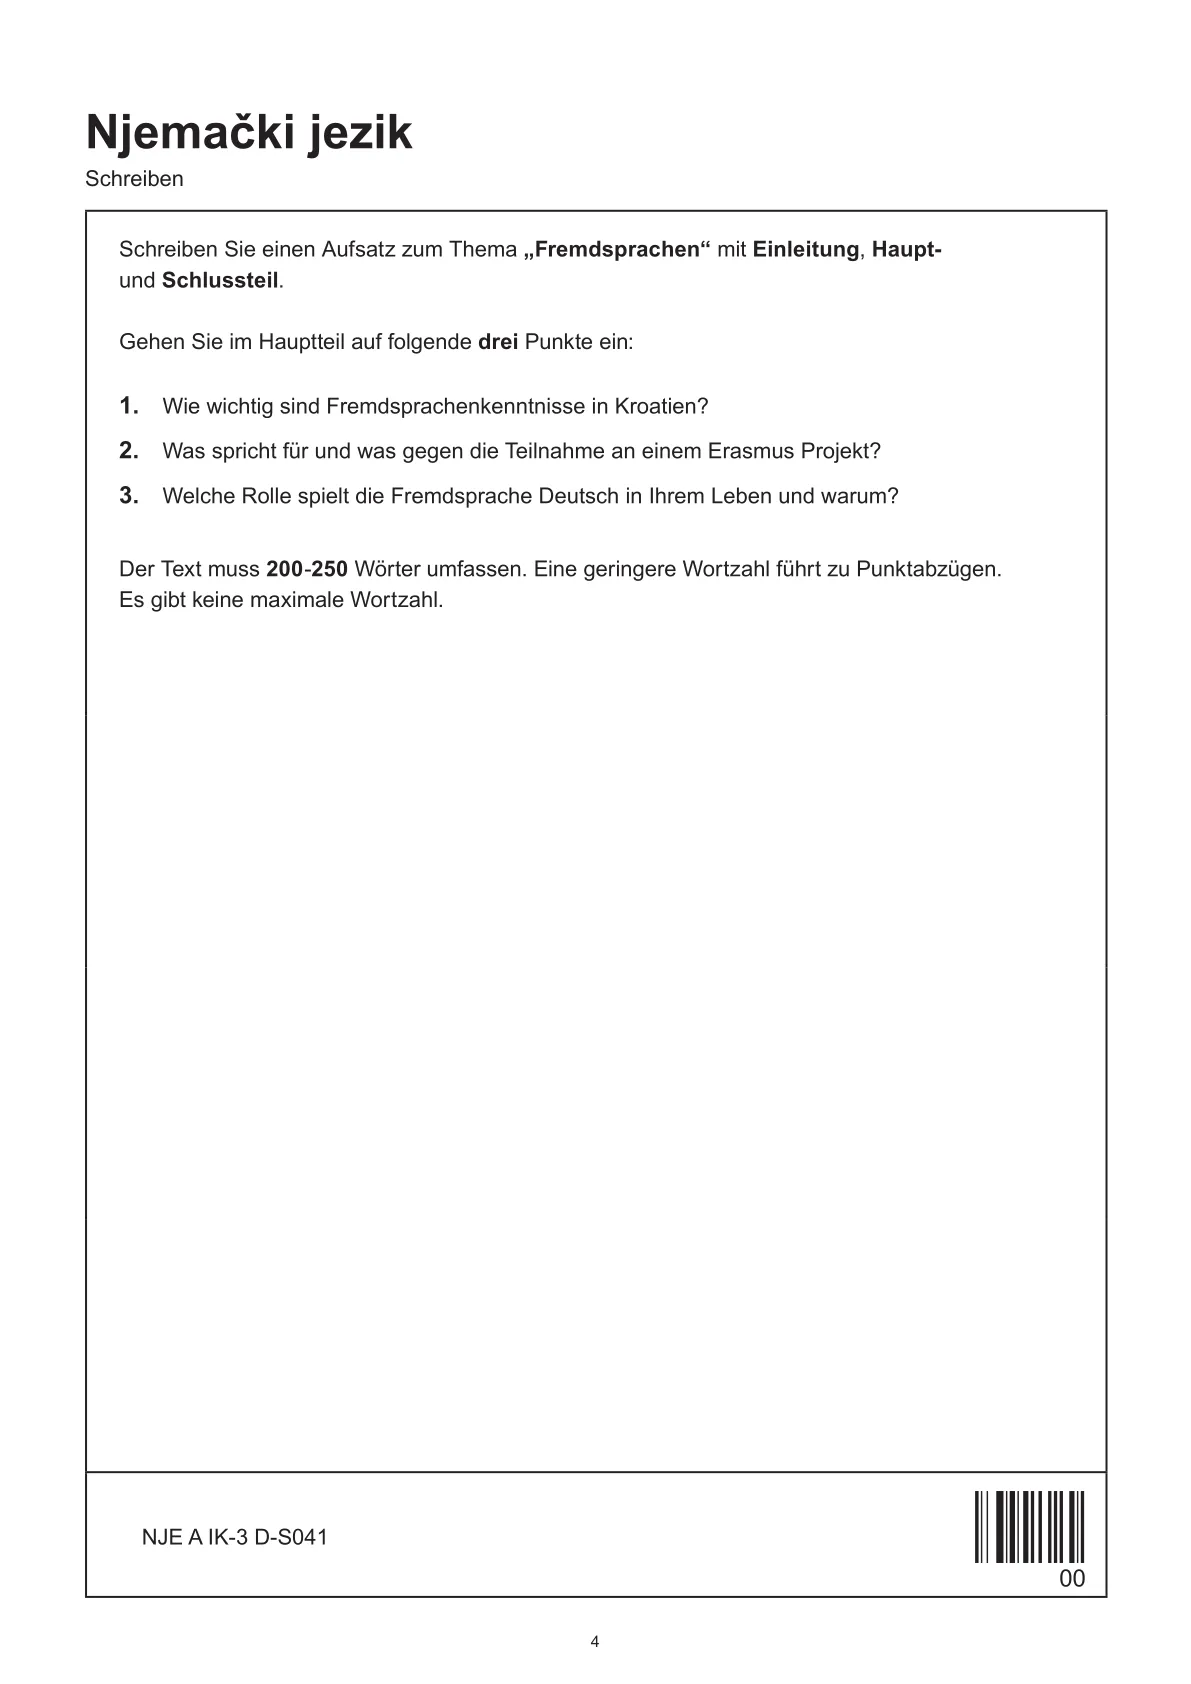 Njemački jezik
Schreiben
Schreiben Sie einen Aufsatz zum Thema „Fremdsprachen“ mit Einleitung, Haupt-
und Schlussteil.
Gehen Sie im Hauptteil auf folgende drei Punkte ein:
1. Wie wichtig sind Fremdsprachenkenntnisse in Kroatien?
2. Was spricht für und was gegen die Teilnahme an einem Erasmus Projekt?
3. Welche Rolle spielt die Fremdsprache Deutsch in Ihrem Leben und warum?
Der Text muss 200-250 Wörter umfassen. Eine geringere Wortzahl führt zu Punktabzügen.
Es gibt keine maximale Wortzahl.
NJE A IK-3 D-S041
00
4